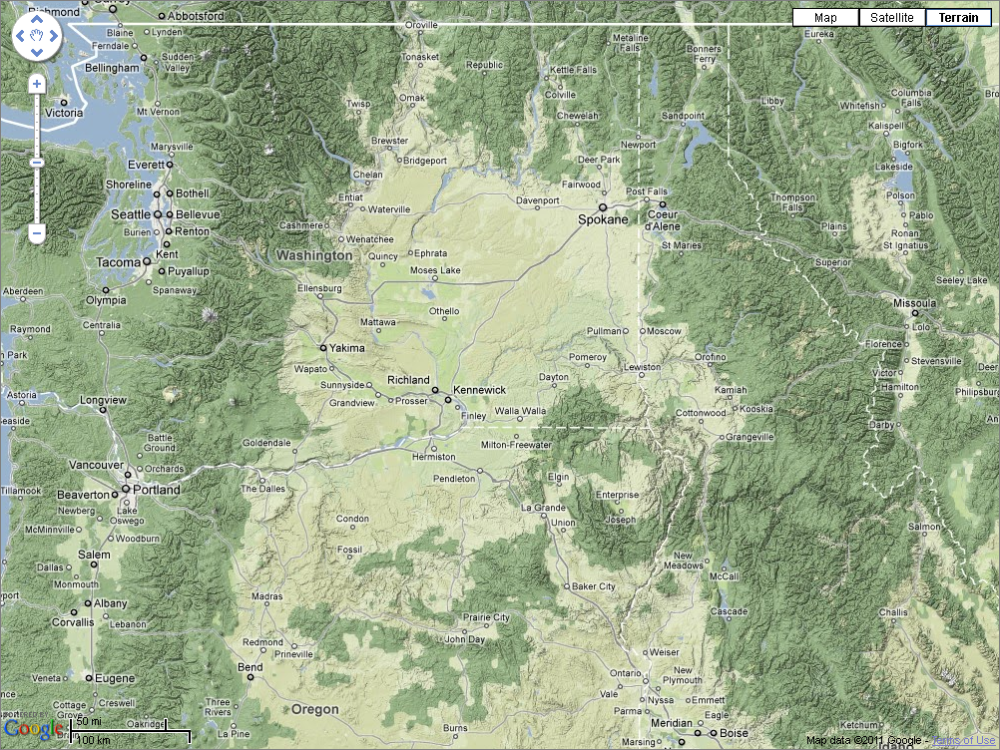 Richmond
Abbotsford
Blaine
Lynden
Ferndale
Sudden
Valley
Bellingham
Victoria
Mt Vernon
Oroville
Tonasket
Republic
Metaline
Falls
Bonners
Ferry
Eureka
Map
Satellite
Terrain
Kettle Falls
Colville
Chewelah
Libby
Whitefish
Columbia
Falls
Kalispell
Bigfork
Lakeside
Twisp
Omak
Sandpoint
Newport
Marysville
Everett
Brewster
Bridgeport
Deer Park
Chelan
Shoreline
Bothell
Seattle
Bellevue
Burien
Renton
Entiat
Waterville
Davenport
Fairwood
Post Falls
Spokane
Coeur
d'Alene
Thompson
Falls
Polson
Pablo
Ronan
St Ignatius
Plains
Cashmere
Wenatchee
Kent
Tacoma
Puyallup
Washington
Quincy
Ephrata
Moses Lake
St Maries
Superior
Seeley Lake
Spanaway
Olympia
Aberdeen
Ellensburg
Othello
Missoula
Lolo
Raymond
Centralia
Mattawa
Pullman
Moscow
Florence
Stevensville
n Park
Yakima
Wapato
Pomeroy
Lewiston
Orofino
Victor
Hamilton
Deer
Philipsburg
Astoria
Longview
Sunnyside
Richland
Kennewick
Dayton
Kamiah
Grandview
Prosser
Finley
Walla Walla
Cottonwood
Kooskia
Darby
easide
Battle
Ground
Goldendale
Milton-Freewater
Grangeville
Vancouver
Orchards
Hermiston
Tillamook
Beaverton
Portland
The Dalles
Pendleton
Elgin
Newberg
Lake
Oswego
La Grande
Enterprise
McMinnville
Woodburn
Condon
Union
Joseph
Salmon
Salem
Dallas
Monmouth
Fossil
New
Meadows
McCall
Baker City
Albany
Corvallis
Lebanon
Madras
Prairie City
John Day
Cascade
Challis
Redmond
Prineville
Bend
Weiser
Veneta
Eugene
Ontario
New
Plymouth
Creswell
Cottage
Grove
Three
Rivers
Oregon
Vale
Nyssa
Emmett
Parma
Oakridge
La Pine
Burns
Meridian
Eagle
Boise
Marsing
Ketchum
Idaho
POWERED BY
Google
50 mi
100 km
Map data ©2011 Google - Terms of Use